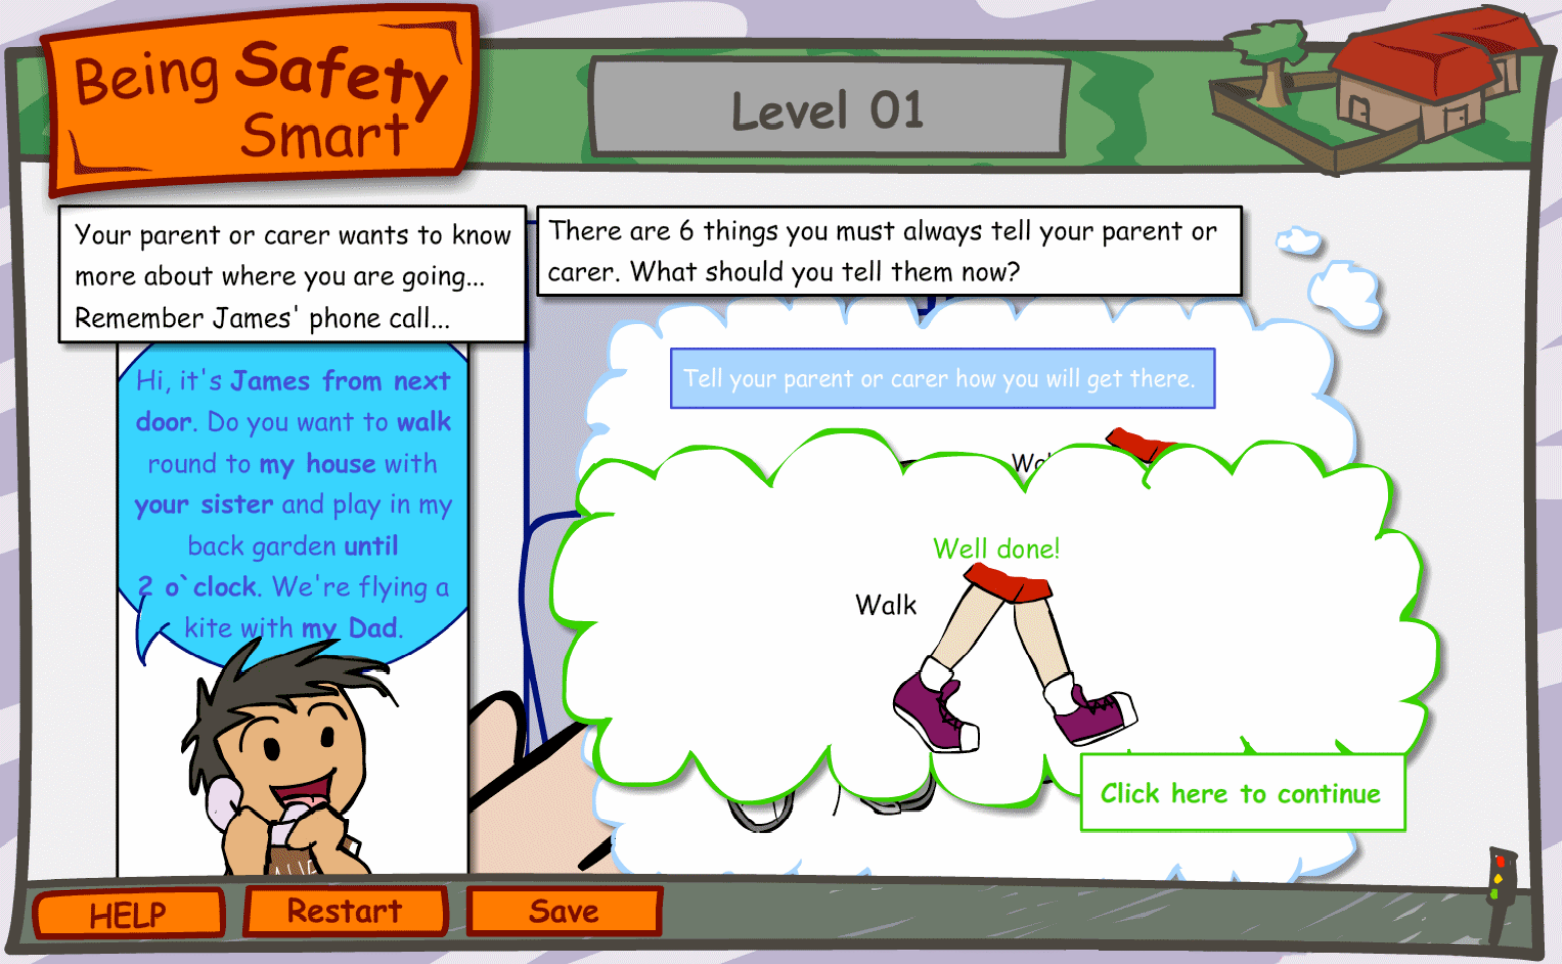 Being Safety
Smart
Level 01
Your parent or carer wants to know
more about where you are going...
Remember James' phone call...
There are 6 things you must always tell your parent or
carer. What should you tell them now?
Hi, it's James from next
door. Do you want to walk
round to my house with
your sister and play in my
back garden until
2 o`clock. We're flying a
kite with my Dad.
Tell your parent or carer how you will get there.
Well done!
Walk
Click here to continue
HELP
Restart
Save